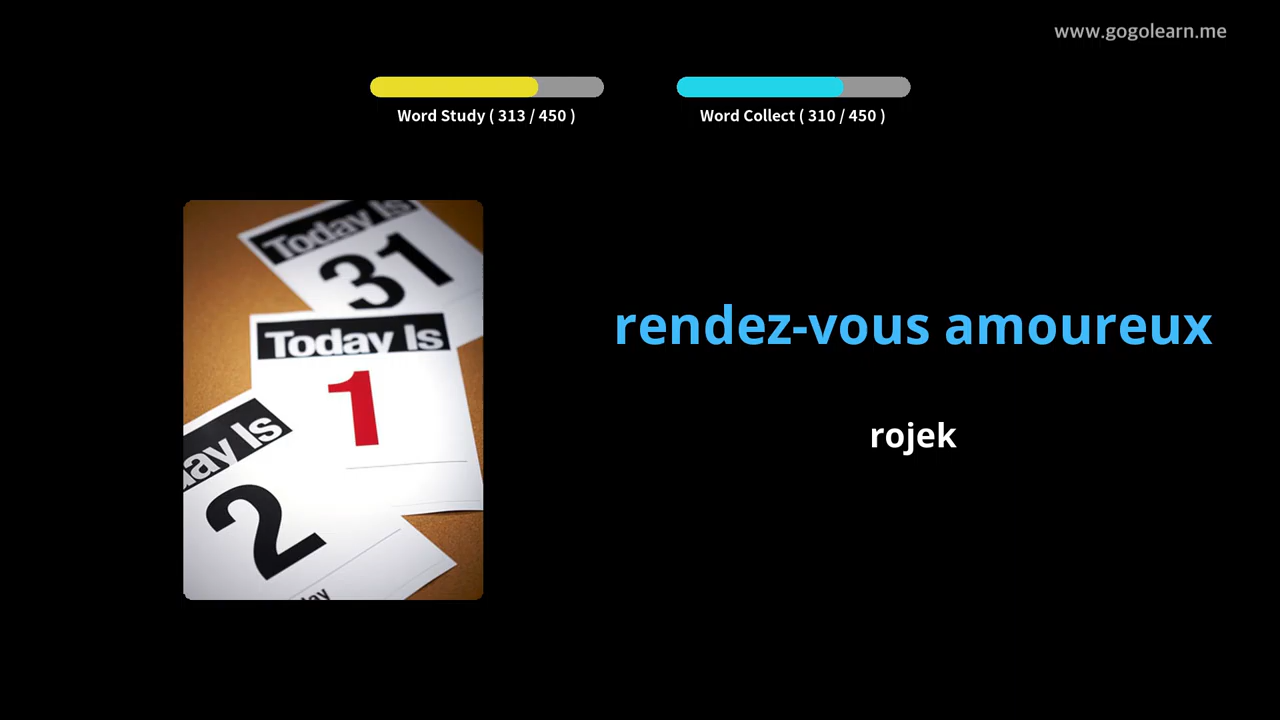 www.gogolearn.me
Word Study ( 313 / 450 )
Word Collect ( 310 / 450 )
Today Is
31
Today Is
1
ay Is
2
rendez-vous amoureux
rojek